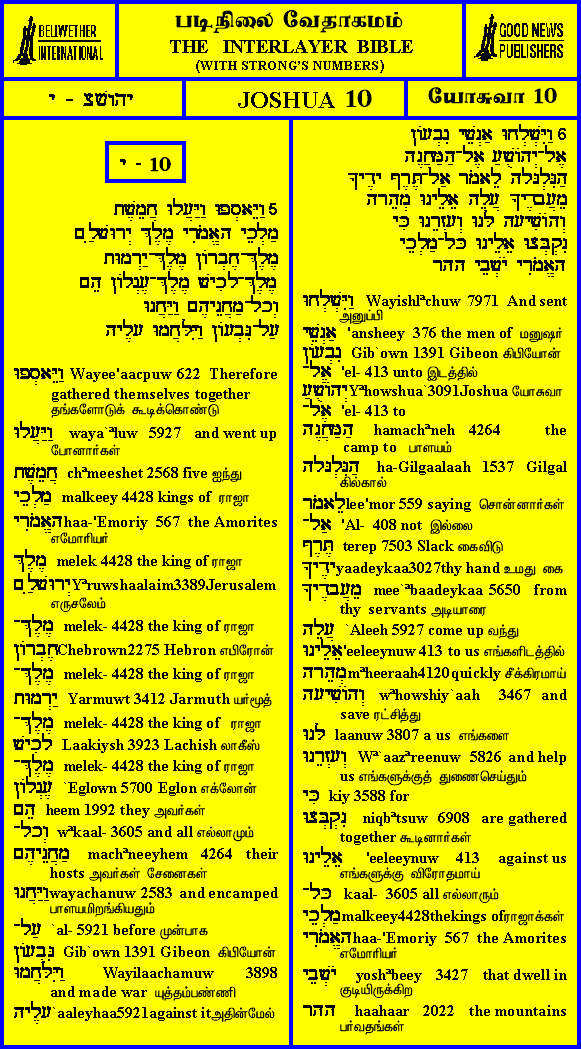 BELLWETHER
INTERNATIONAL
படிநிலை வேதாகமம்
THE INTERLAYER BIBLE
(WITH STRONG'S NUMBERS)
GOOD NEWS
PUBLISHERS
JOSHUA 10
யோசுவா 10
10 - י
5 וַיֵּאָסְפוּ וַיַּעֲלוּ חֲמֵשֶׁת
מַלְכֵי הָאֱמֹרִי מֶלֶךְ יְרוּשָׁלִַם
מֶלֶךְ־חֶבְרוֹן מֶלֶךְ־יַרְמוּת
מֶלֶךְ־לָכִישׁ מֶלֶךְ־עֶגְלוֹן הֵם
וְכָל־מַחֲנֵיהֶם וַיַּחֲנוּ
עַל־גִּבְעוֹן וַיִּלָּחֲמוּ עָלֶיהָ
וַיֵּאָסְפוּ Wayee'aacpuw 622 Therefore
gathered themselves together
தங்களோடுக் கூடிக்கொண்டு
וַיַּעֲלוּ waya`ªluw 5927 and went up
போனார்கள்
חֲמֵשֶׁת chªmeeshet 2568 five ஐந்து
מַלְכֵי malkeey 4428 kings of ராஜா
הָאֱמֹרִי haa-'Emoriy 567 the Amorites
எமோரியர்
מֶלֶךְ melek 4428 the king of ராஜா
יְרוּשָׁלִַם Yªruwshaalaim3389Jerusalem
எருசலேம்
מֶלֶךְ־ melek- 4428 the king of ராஜா
חֶבְרוֹן Chebrown2275 Hebron எபிரோன்
מֶלֶךְ־ melek- 4428 the king of ராஜா
יַרְמוּת Yarmuwt 3412 Jarmuth யர்மூத்
מֶלֶךְ־ melek- 4428 the king of ராஜா
לָכִישׁ Laakiysh 3923 Lachish லாகீஸ்
מֶלֶךְ־ melek- 4428 the king of ராஜா
עֶגְלוֹן `Eglown 5700 Eglon எக்லோன்
הֵם heem 1992 they அவர்கள்
וְכָל־ wªkaal- 3605 and all எல்லாமும்
מַחֲנֵיהֶם machªneeyhem 4264 their
hosts அவர்கள் சேனைகள்
וַיַּחֲנוּ wayachanuw 2583 and encamped
பாளயமிறங்கியதும்
עַל־ `al- 5921 before முன்பாக
גִּבְעוֹן Gib`own 1391 Gibeon கிபியோன்
וַיִּלָּחֲמוּ Wayilaachamuw 3898
and made war யுத்தம்பண்ணி
עָלֶיהָ `aaleyhaa5921against itஅதின்மேல்
6 וַיִּשְׁלְחוּ אַנְשֵׁי גִבְעוֹן
אֶל־יְהוֹשֻׁעַ אֶל־הַמַּחֲנֶה
הַגִּלְגָּלָה לֵאמֹר אַל־תֶּרֶף יָדֶיךָ
מֵעֲבָדֶיךָ עֲלֵה אֵלֵינוּ מְהֵרָה
וְהוֹשִׁיעָה לָּנוּ וְעָזְרֵנוּ כִּי
נִקְבְּצוּ אֵלֵינוּ כָּל־מַלְכֵי
הָאֱמֹרִי יֹשְׁבֵי הָהָר
וַיִּשְׁלְחוּ Wayishlªchuw 7971 And sent
அனுப்பி
אַנְשֵׁי 'ansheey 376 the men of மனுஷர்
גִבְעוֹן Gib`own 1391 Gibeon கிபியோன்
אֶל־ 'el- 413 unto இடத்தில்
יְהוֹשֻׁעַ Yªhowshua`3091Joshua யோசுவா
אֶל־ 'el- 413 to
הַמַּחֲנֶה hamachªneh 4264 the
camp to பாளயம்
הַגִּלְגָּלָה ha-Gilgaalaah 1537 Gilgal
கில்கால்
לֵאמֹר lee'mor 559 saying சொன்னார்கள்
אַל־ 'Al- 408 not இல்லை
תֶּרֶף terep 7503 Slack கைவிடு
יָדֶיךָ yaadeykaa3027thy hand உமது கை
מֵעֲבָדֶיךָ mee`ªbaadeykaa 5650 from
thy servants அடியாரை
עֲלֵה `Aleeh 5927 come up வந்து
אֵלֵינוּ 'eeleeynuw 413 to us எங்களிடத்தில்
מְהֵרָה mªheeraah4120quickly சீக்கிரமாய்
וְהוֹשִׁיעָה wªhowshiy`aah 3467 and
save ரட்சித்து
לָּנוּ laanuw 3807 a us எங்களை
וְעָזְרֵנוּ Wª`aazªreenuw 5826 and help
us எங்களுக்குத் துணைசெய்தும்
כִּי kiy 3588 for
נִקְבְּצוּ niqbªtsuw 6908 are gathered
together கூடினார்கள்
אֵלֵינוּ 'eeleeynuw 413 against us
எங்களுக்கு விரோதமாய்
כָּל־ kaal- 3605 all எல்லாரும்
מַלְכֵי malkeey4428thekings ofராஜாக்கள்
הָאֱמֹרִי haa-'Emoriy 567 the Amorites
எமோரியர்
יֹשְׁבֵי yoshªbeey 3427 that dwell in
குடியிருக்கிற
הָהָר haahaar 2022 the mountains
பர்வதங்கள்